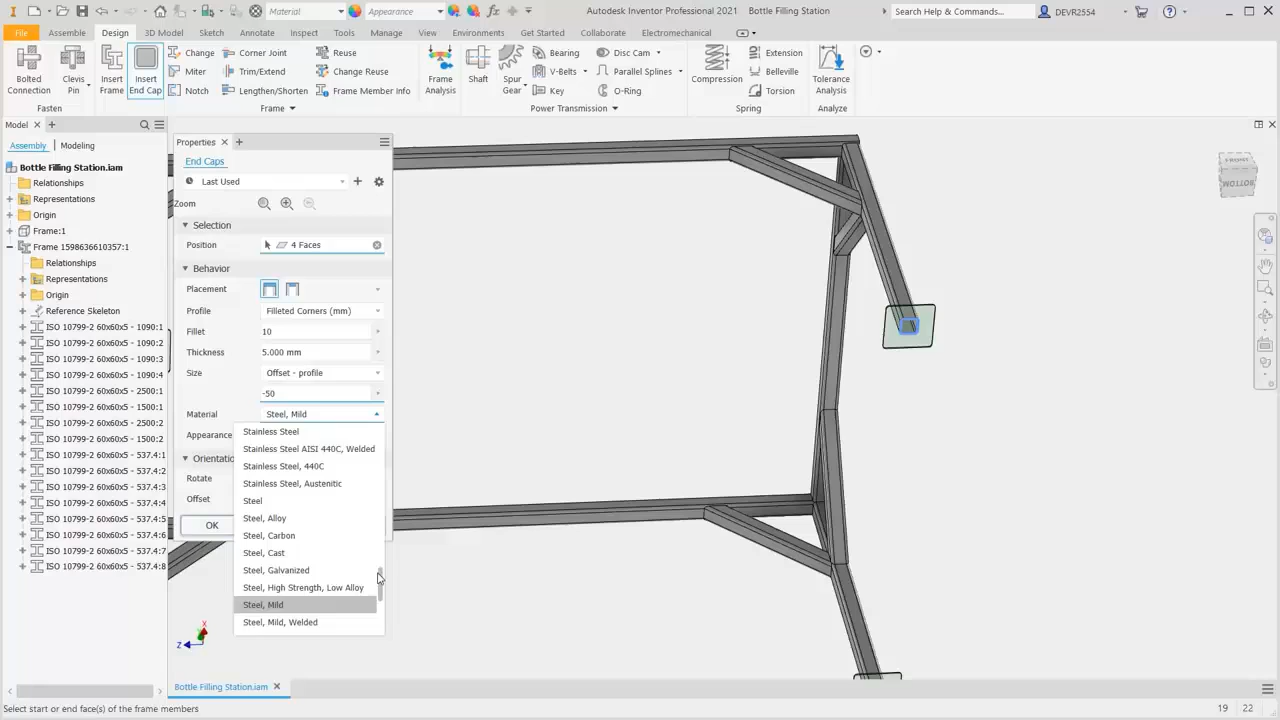 Material
Appearance
Autodesk Inventor Professional 2021
Bottle Filling Station
Search Help & Commands...
DEVR2554
File
Assembly
Design
3D Model
Sketch
Annotate
Inspect
Tools
Manage
View
Environments
Get Started
Collaborate
Electromechanical
Bolted Connection
Clevis Pin
Insert Frame
Insert End Cap
Change
Miter
Notch
Corner Joint
Trim/Extend
Lengthen/Shorten
Reuse
Change Reuse
Frame Member Info
Frame Analysis
Shaft
Spur Gear
Bearing
V-Belts
Key
Disc Cam
Parallel Splines
O-Ring
Compression
Extension
Belleville
Torsion
Tolerance Analysis
Fasten
Frame
Power Transmission
Spring
Analyze
Model
Assembly
Modeling
Bottle Filling Station.iam
Relationships
Representations
Origin
Frame:1
Frame 1598636610357:1
Relationships
Representations
Origin
Reference Skeleton
ISO 10799-2 60x60x5 - 1090:1
ISO 10799-2 60x60x5 - 1090:2
ISO 10799-2 60x60x5 - 1090:3
ISO 10799-2 60x60x5 - 1090:4
ISO 10799-2 60x60x5 - 2500:1
ISO 10799-2 60x60x5 - 1500:1
ISO 10799-2 60x60x5 - 2500:2
ISO 10799-2 60x60x5 - 1500:2
ISO 10799-2 60x60x5 - 537.4:1
ISO 10799-2 60x60x5 - 537.4:2
ISO 10799-2 60x60x5 - 537.4:3
ISO 10799-2 60x60x5 - 537.4:4
ISO 10799-2 60x60x5 - 537.4:5
ISO 10799-2 60x60x5 - 537.4:6
ISO 10799-2 60x60x5 - 537.4:7
ISO 10799-2 60x60x5 - 537.4:8
Properties
End Caps
Last Used
Zoom
Selection
Position
4 Faces
Behavior
Placement
Profile
Filleted Corners (mm)
Fillet
10
Thickness
5.000 mm
Size
Offset - profile
-50
Material
Steel, Mild
Appearance
Orientatio
Rotate
Offset
OK
Stainless Steel
Stainless Steel AISI 440C, Welded
Stainless Steel, 440C
Stainless Steel, Austenitic
Steel
Steel, Alloy
Steel, Carbon
Steel, Cast
Steel, Galvanized
Steel, High Strength, Low Alloy
Steel, Mild
Steel, Mild, Welded
BOTTOM
X
Z
Bottle Filling Station.iam
Select start or end face(s) of the frame members
19
22